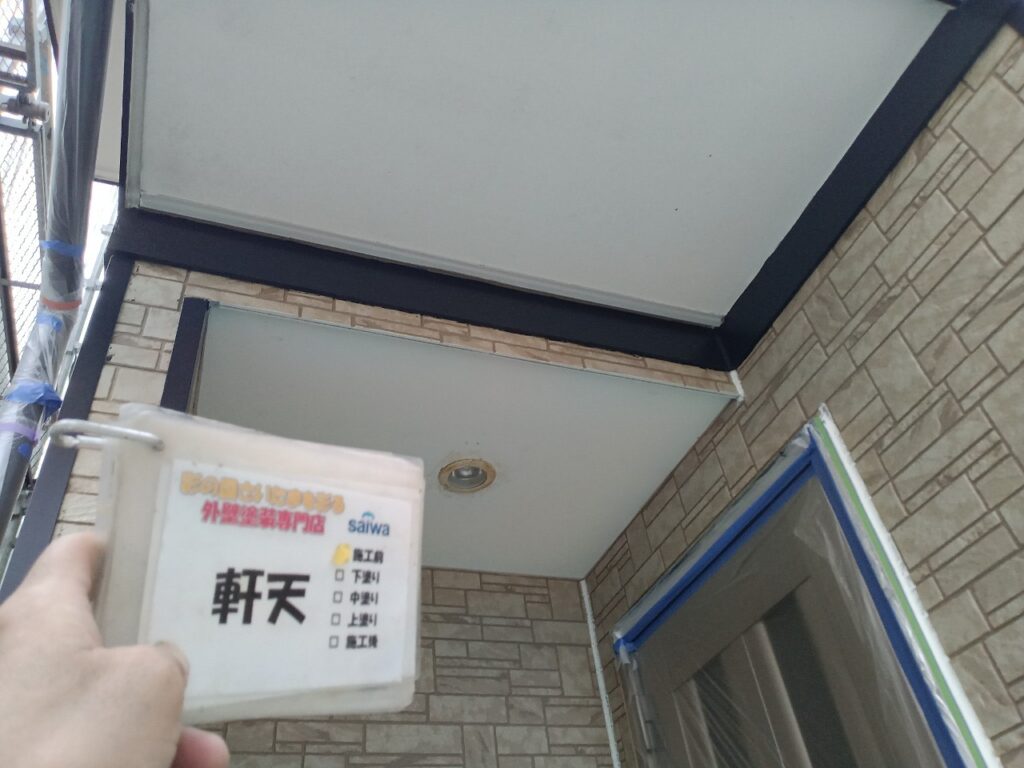 外壁塗装専門店
saiwa
軒天
施工前
□ 下塗り
□ 中塗り
□ 上塗り
□ 施工後